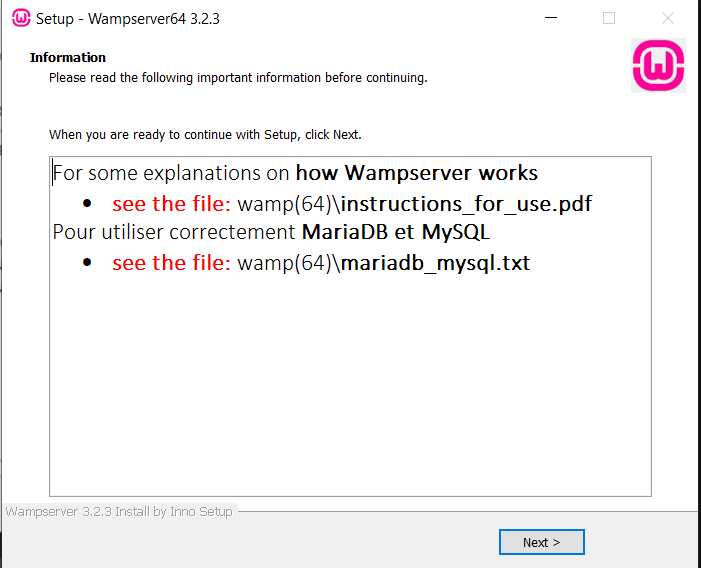 Setup - Wampserver64 3.2.3
Information
Please read the following important information before continuing.
When you are ready to continue with Setup, click Next.
For some explanations on how Wampserver works
• see the file: wamp(64)\instructions_for_use.pdf
Pour utiliser correctement MariaDB et MySQL
• see the file: wamp(64)\mariadb_mysql.txt
Wampserver 3.2.3 Install by Inno Setup
Next >